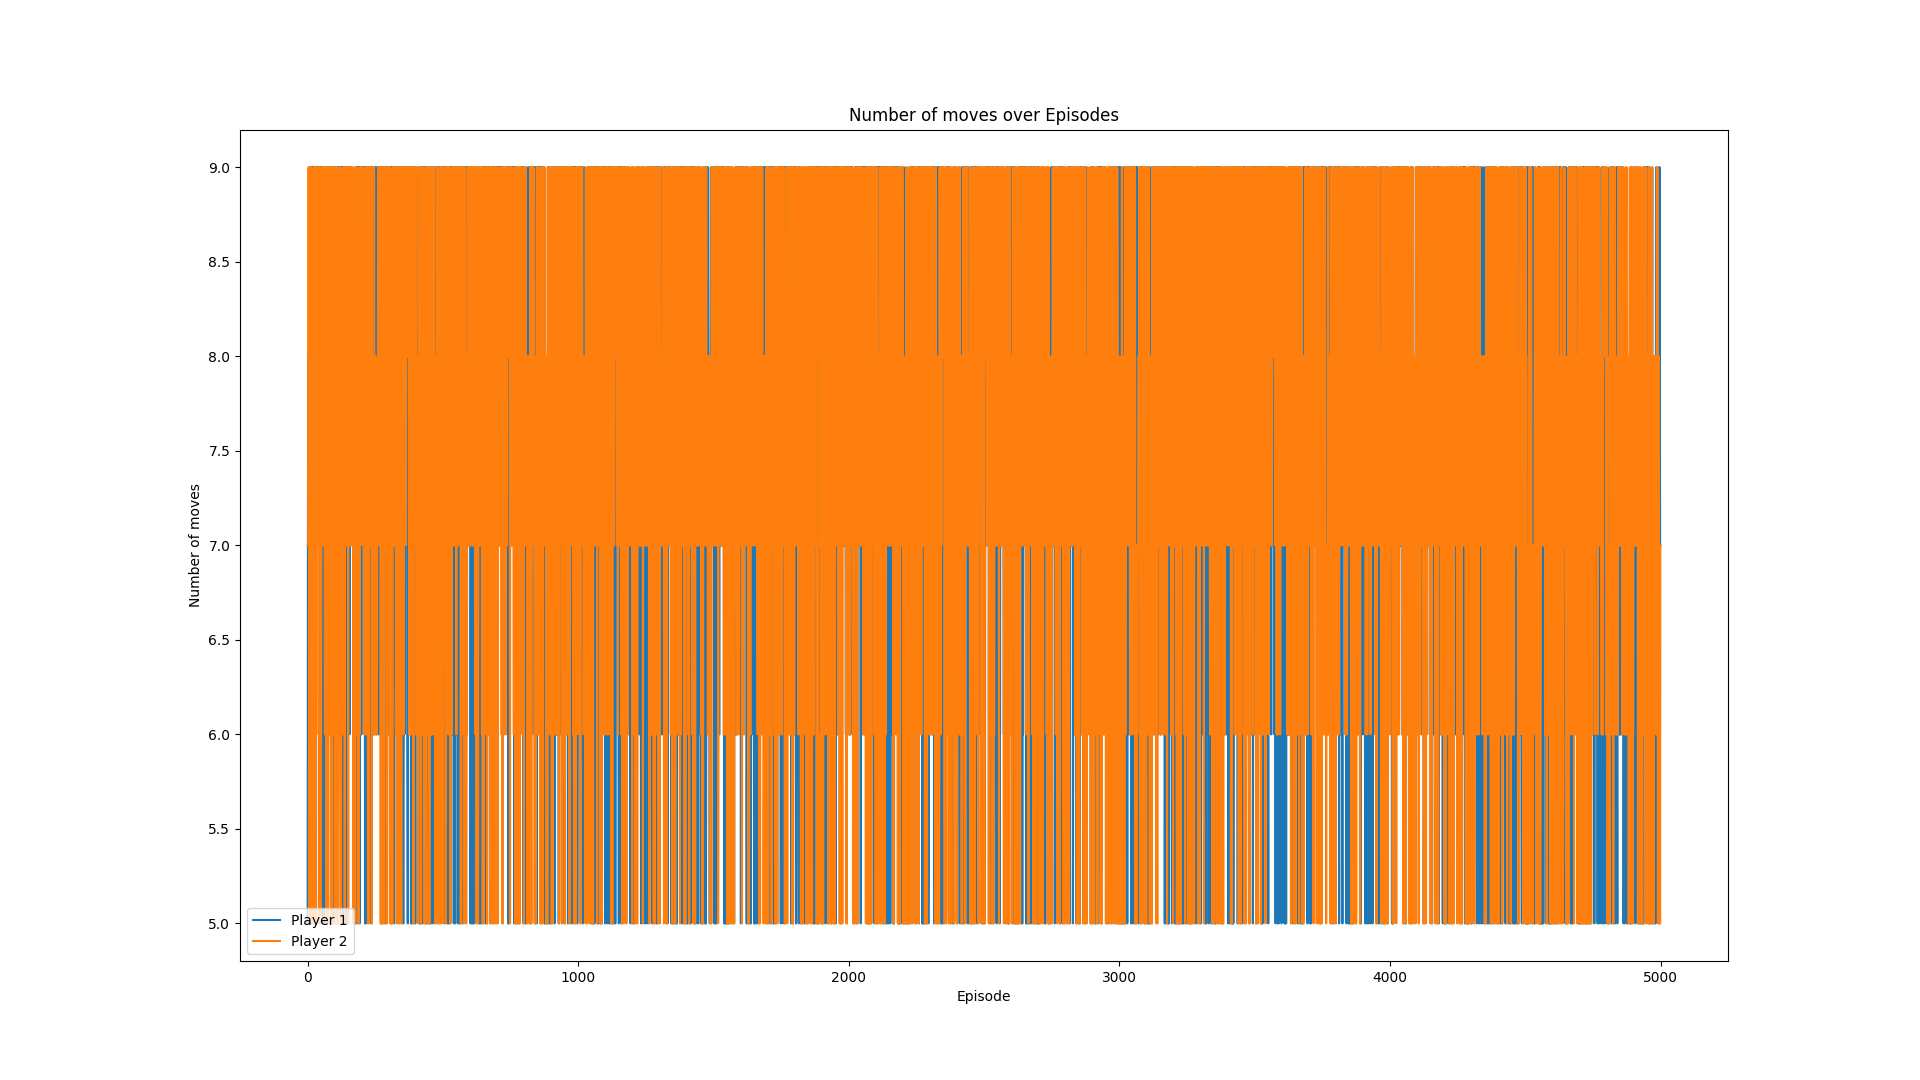 Number of moves over Episodes
9.0
8.5
8.0
7.5
7.0
6.5
6.0
5.5
5.0
Number of moves
Player 1
Player 2
0 1000 2000 3000 4000 5000
Episode